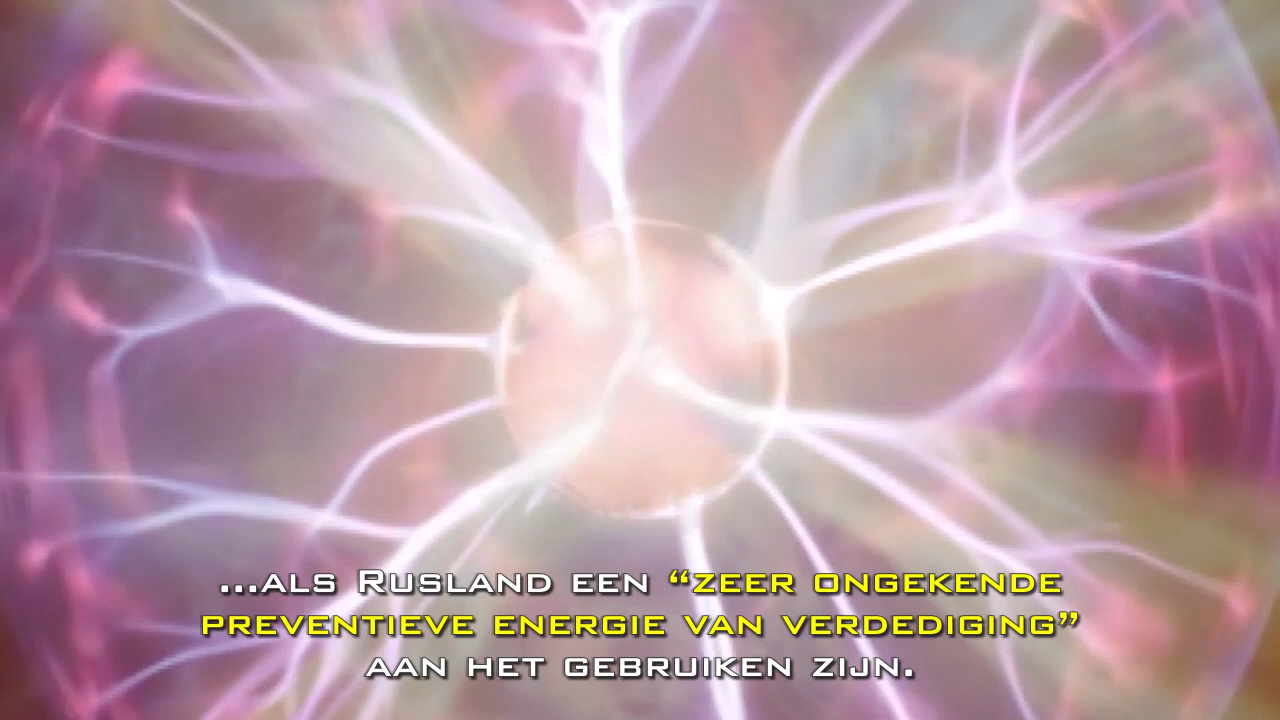 ...als Rusland een “zeer ongekende
preventieve energie van verdediging”
aan het gebruiken zijn.